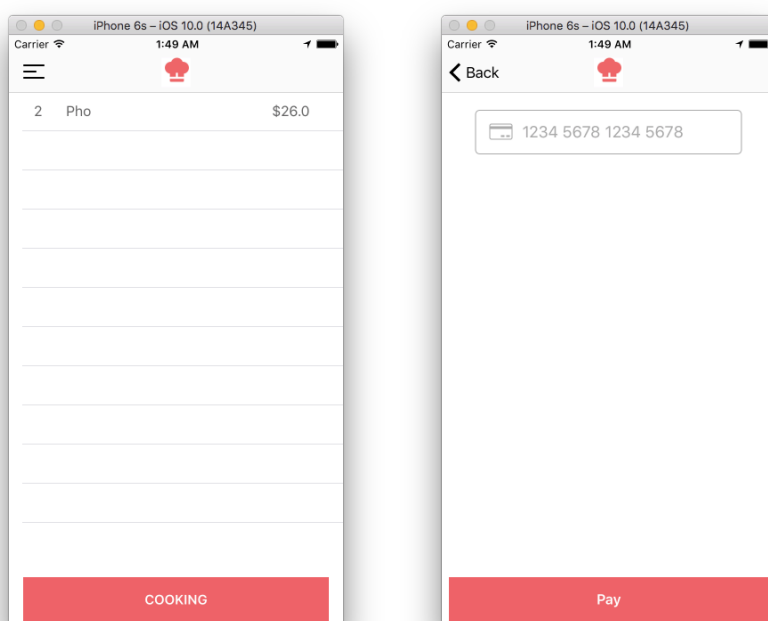 iPhone 6s – iOS 10.0 (14A345)
Carrier 1:49 AM
2 Pho $26.0
COOKING
iPhone 6s – iOS 10.0 (14A345)
Carrier 1:49 AM
Back
1234 5678 1234 5678
Pay